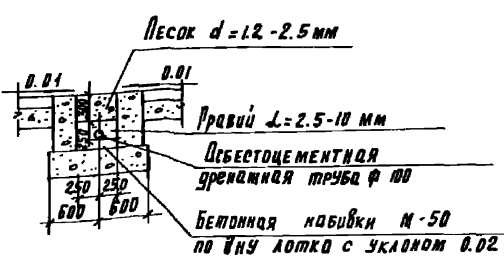 Песок d = 1.2 - 2.5 мм
0.01 0.01
Гравий d = 2.5-10 мм
Асбестоцементная
дренажная труба ф 100
250 250
600 600
Бетонная набивки М-50
по дну лотка с уклоном 0.02